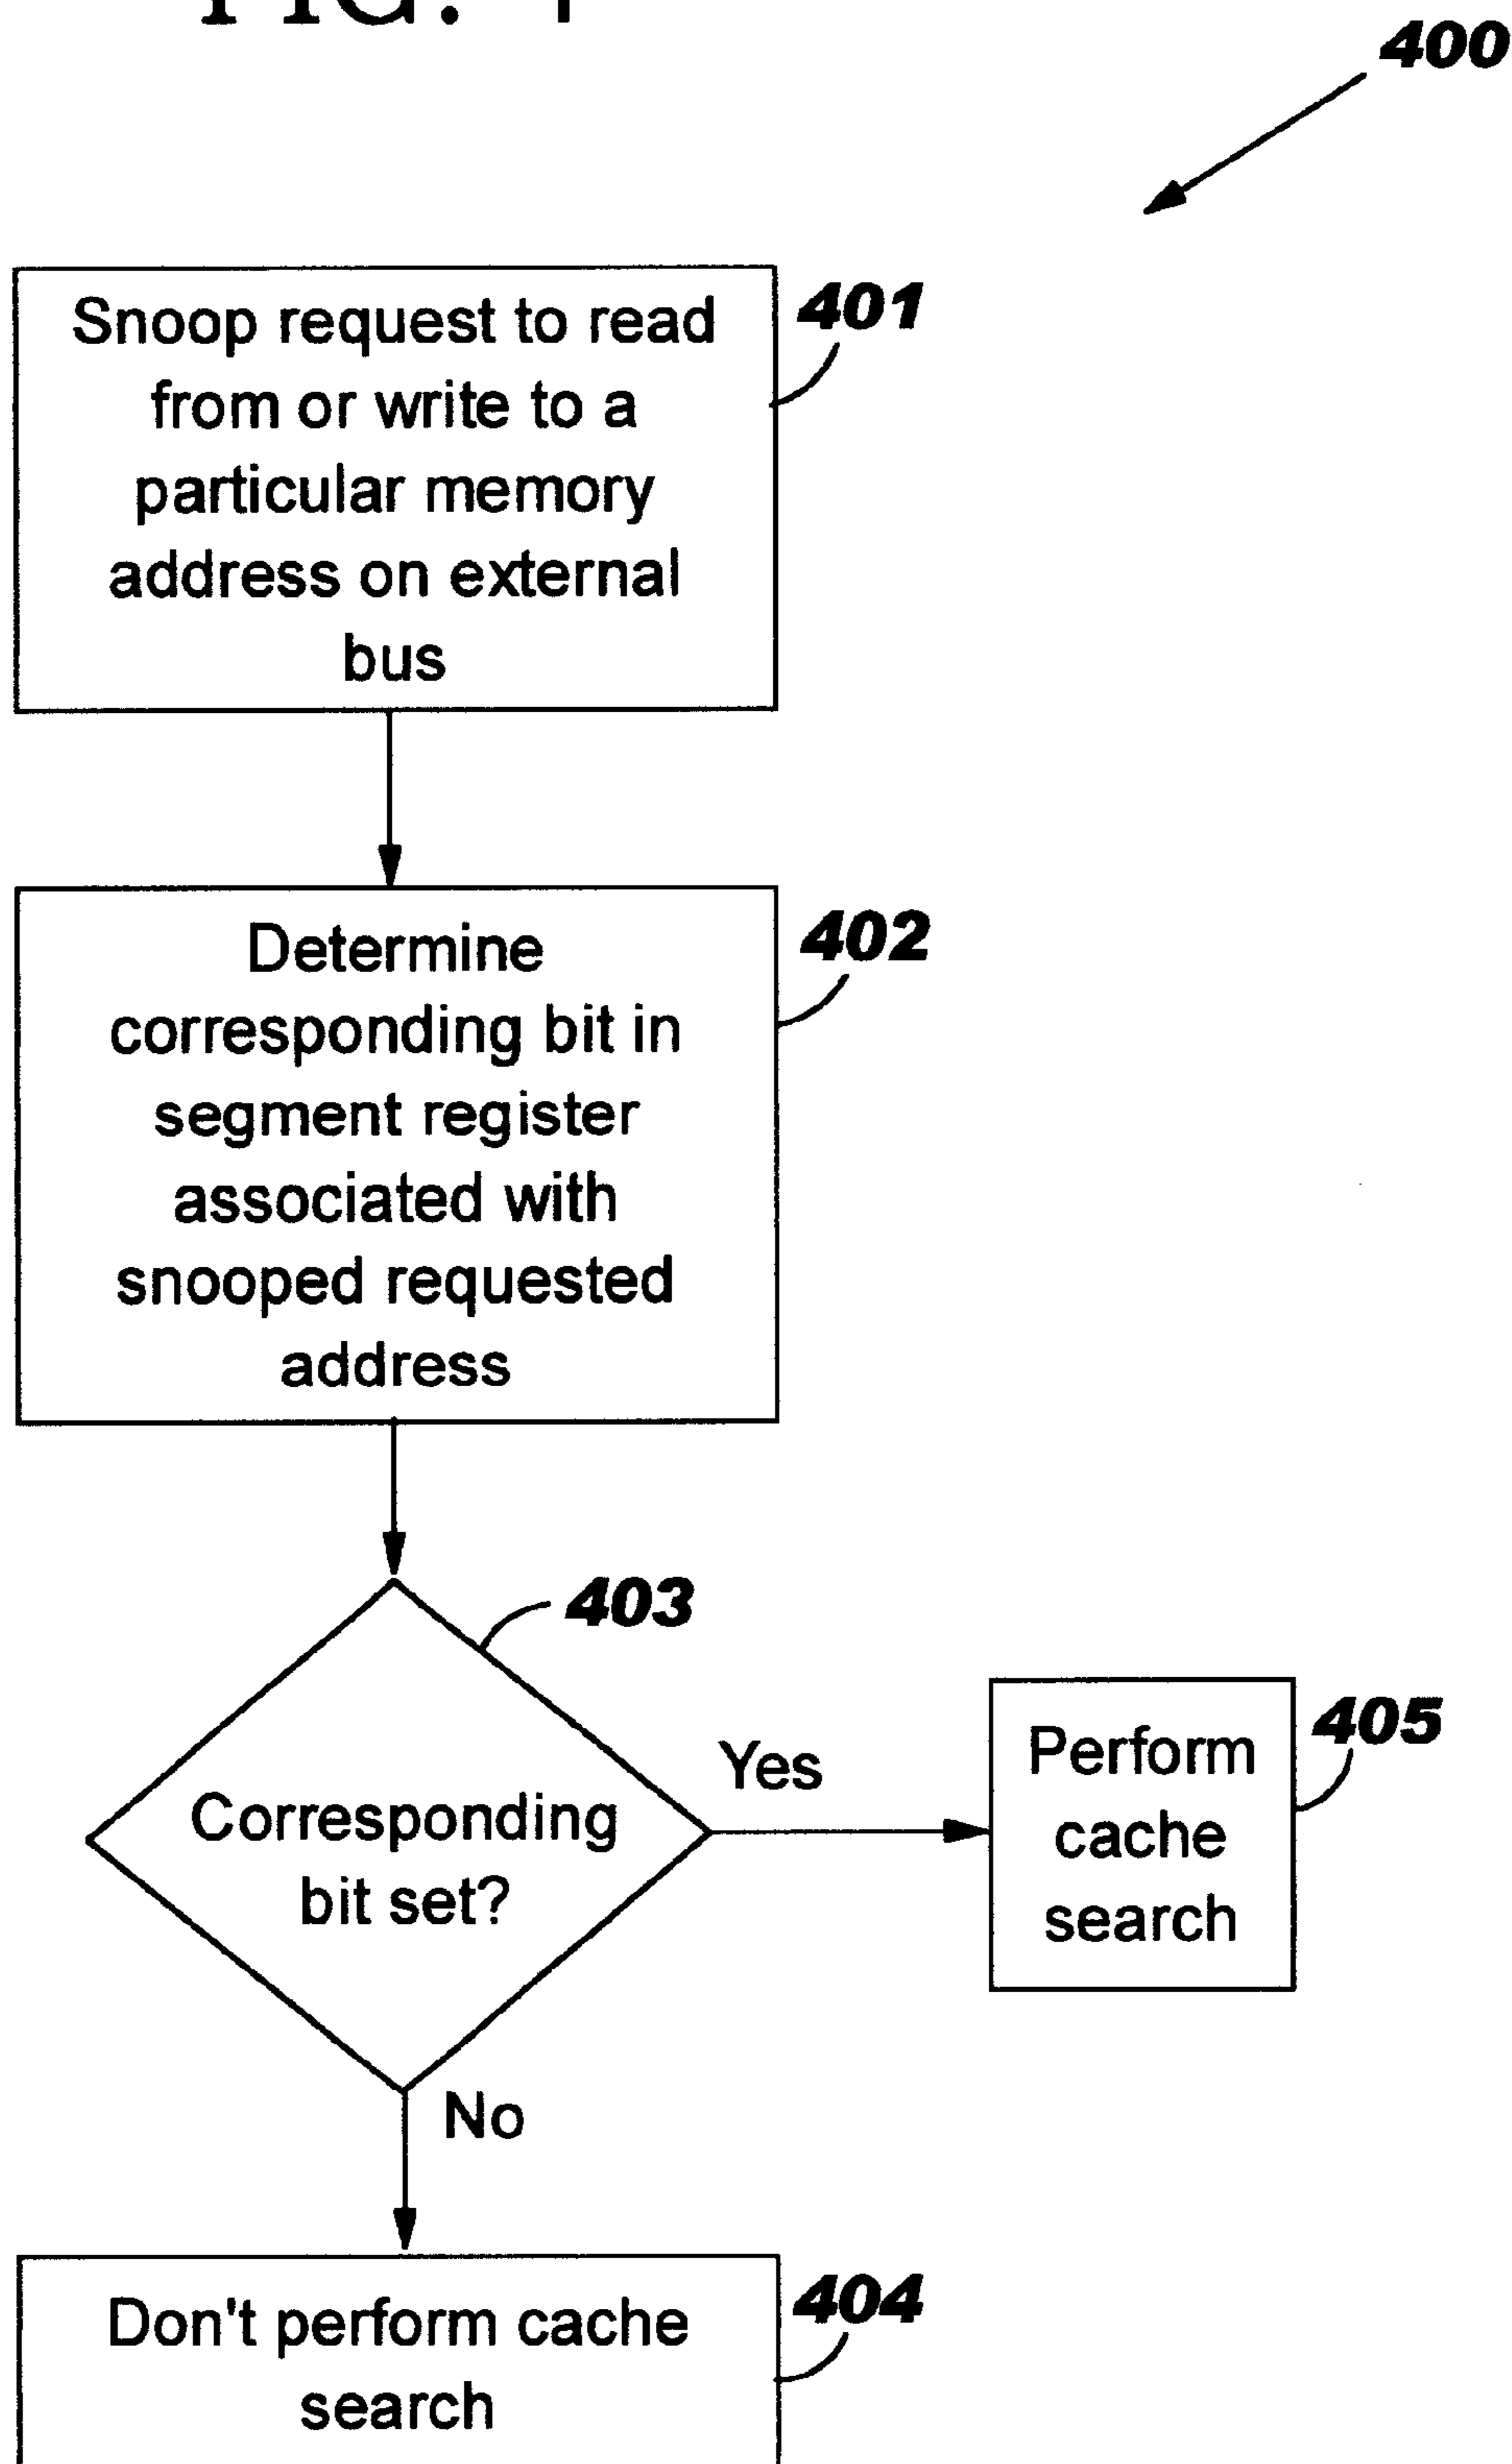 FIG. 4
400
Snoop request to read
from or write to a
particular memory
address on external
bus
401
Determine
corresponding bit in
segment register
associated with
snooped requested
address
402
403
Corresponding
bit set?
Yes
Perform
cache
search
405
No
Don't perform cache
search
404